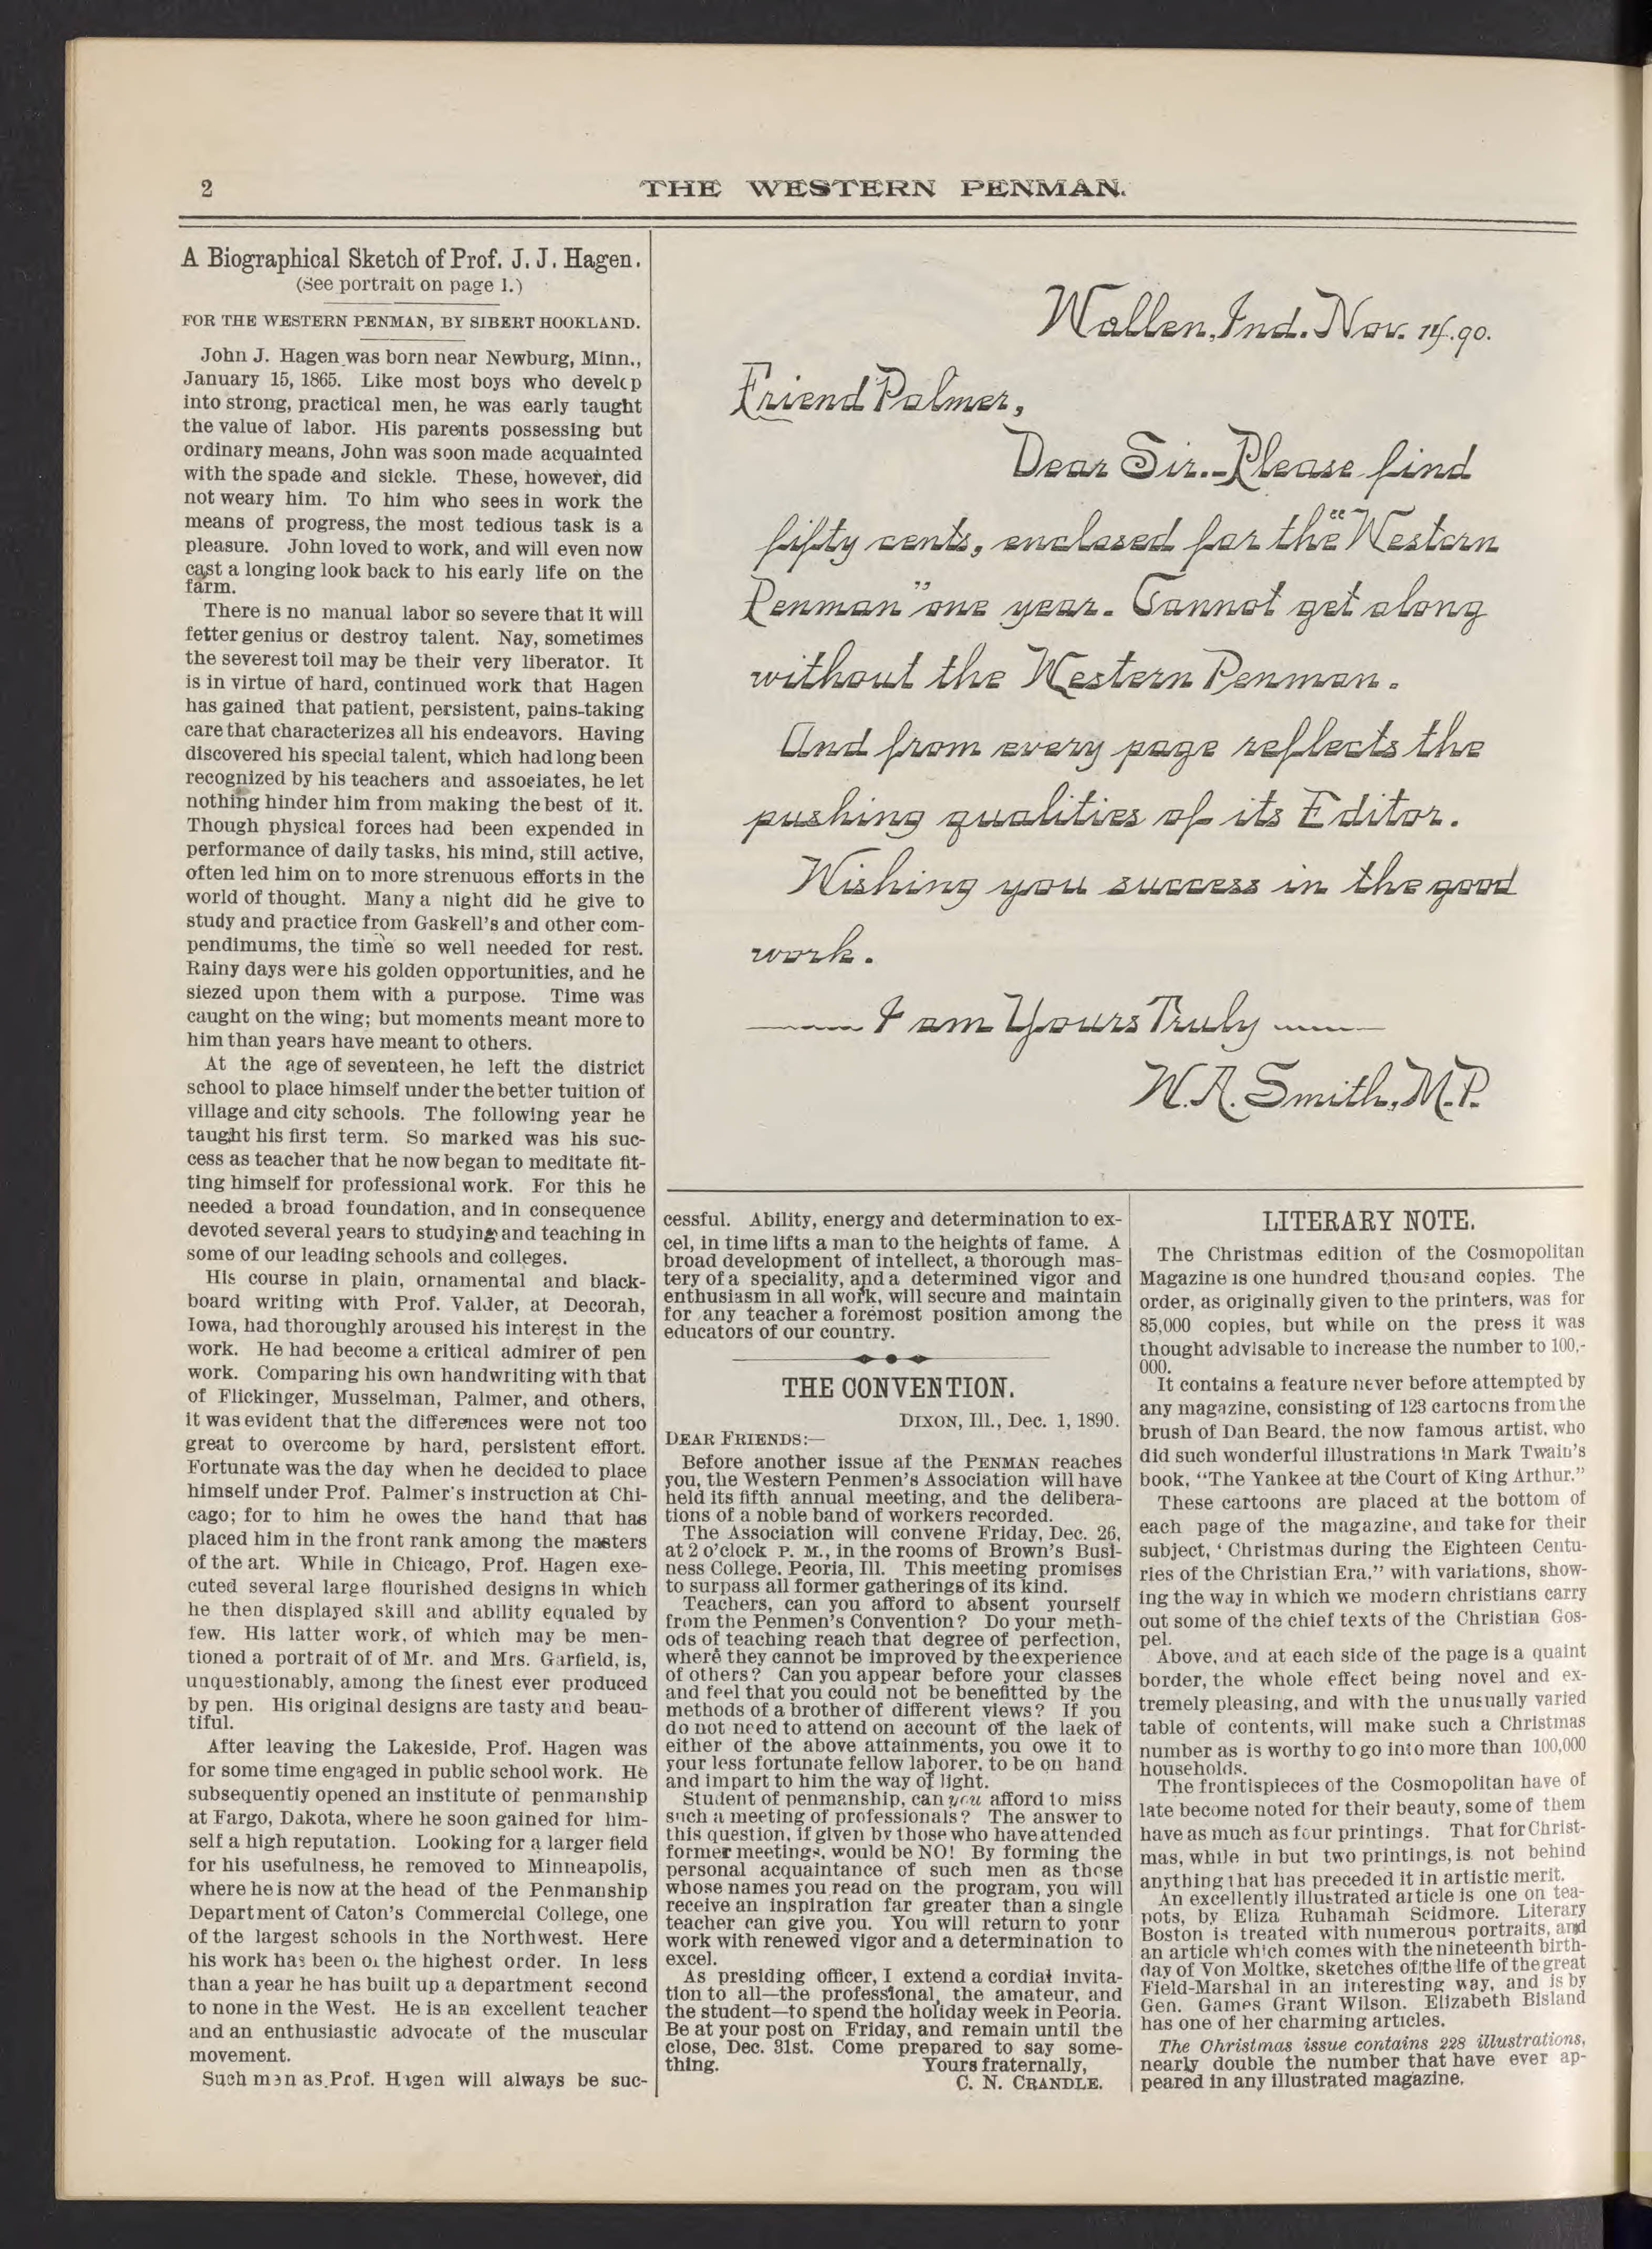 2
THE WESTERN PENMAN.
A Biographical Sketch of Prof. J. J. Hagen.
(See portrait on page 1.)
FOR THE WESTERN PENMAN, BY SIBERT HOOKLAND.
John J. Hagen was born near Newburg, Minn.,
January 15, 1865. Like most boys who develop
into strong, practical men, he was early taught
the value of labor. His parents possessing but
ordinary means, John was soon made acquainted
with the spade and sickle. These, however, did
not weary him. To him who sees in work the
means of progress, the most tedious task is a
pleasure. John loved to work, and will even now
cast a longing look back to his early life on the
farm.
There is no manual labor so severe that it will
fetter genius or destroy talent. Nay, sometimes
the severest toil may be their very liberator. It
is in virtue of hard, continued work that Hagen
has gained that patient, persistent, pains-taking
care that characterizes all his endeavors. Having
discovered his special talent, which had long been
recognized by his teachers and associates, he let
nothing hinder him from making the best of it.
Though physical forces had been expended in
performance of daily tasks, his mind, still active,
often led him on to more strenuous efforts in the
world of thought. Many a night did he give to
study and practice from Gaskell's and other com-
pendimums, the time so well needed for rest.
Rainy days were his golden opportunities, and he
siezed upon them with a purpose. Time was
caught on the wing; but moments meant more to
him than years have meant to others.
At the age of seventeen, he left the district
school to place himself under the better tuition of
village and city schools. The following year he
taught his first term. So marked was his suc-
cess as teacher that he now began to meditate fit-
ting himself for professional work. For this he
needed a broad foundation, and in consequence
devoted several years to studying and teaching in
some of our leading schools and colleges.
His course in plain, ornamental and black-
board writing with Prof. Valder, at Decorah,
Iowa, had thoroughly aroused his interest in the
work. He had become a critical admirer of pen
work. Comparing his own handwriting with that
of Flickinger, Musselman, Palmer, and others,
it was evident that the differences were not too
great to overcome by hard, persistent effort.
Fortunate was the day when he decided to place
himself under Prof. Palmer's instruction at Chi-
cago; for to him he owes the hand that has
placed him in the front rank among the masters
of the art. While in Chicago, Prof. Hagen exe-
cuted several large flourished designs in which
he then displayed skill and ability equaled by
few. His latter work, of which may be men-
tioned a portrait of of Mr. and Mrs. Garfield, is,
unquestionably, among the finest ever produced
by pen. His original designs are tasty and beau-
tiful.
After leaving the Lakeside, Prof. Hagen was
for some time engaged in public school work. He
subsequently opened an institute of penmanship
at Fargo, Dakota, where he soon gained for him-
self a high reputation. Looking for a larger field
for his usefulness, he removed to Minneapolis,
where he is now at the head of the Penmanship
Department of Caton's Commercial College, one
of the largest schools in the Northwest. Here
his work has been of the highest order. In less
than a year he has built up a department second
to none in the West. He is an excellent teacher
and an enthusiastic advocate of the muscular
movement.
Such men as Prof. Hagen will always be suc-
Wallen, Ind. Nov. 14, 90.
Friend Palmer,
Dear Sir.-Please find
fifty cents, enclosed for the "Western
Penman" one year. Cannot get along
without the Western Penman.
And from every page reflects the
pushing qualities of its Editor.
Wishing you success in the good
work.
I am Yours Truly
W. A. Smith, M.P.
cessful. Ability, energy and determination to ex-
cel, in time lifts a man to the heights of fame. A
broad development of intellect, a thorough mas-
tery of a speciality, and a determined vigor and
enthusiasm in all work, will secure and maintain
for any teacher a foremost position among the
educators of our country.
THE CONVENTION.
DIXON, Ill., Dec. 1, 1890.
DEAR FRIENDS:—
Before another issue af the PENMAN reaches
you, the Western Penmen's Association will have
held its fifth annual meeting, and the delibera-
tions of a noble band of workers recorded.
The Association will convene Friday, Dec. 26,
at 2 o'clock P. M., in the rooms of Brown's Busi-
ness College, Peoria, Ill. This meeting promises
to surpass all former gatherings of its kind.
Teachers, can you afford to absent yourself
from the Penmen's Convention? Do your meth-
ods of teaching reach that degree of perfection,
where they cannot be improved by the experience
of others? Can you appear before your classes
and feel that you could not be benefitted by the
methods of a brother of different views? If you
do not need to attend on account of the lack of
either of the above attainments, you owe it to
your less fortunate fellow laborer, to be on hand
and impart to him the way of light.
Student of penmanship, can you afford to miss
such a meeting of professionals? The answer to
this question, if given by those who have attended
former meetings, would be NO! By forming the
personal acquaintance of such men as those
whose names you read on the program, you will
receive an inspiration far greater than a single
teacher can give you. You will return to your
work with renewed vigor and a determination to
excel.
As presiding officer, I extend a cordial invita-
tion to all—the professional, the amateur, and
the student—to spend the holiday week in Peoria.
Be at your post on Friday, and remain until the
close, Dec. 31st. Come prepared to say some-
thing. Yours fraternally,
C. N. CRANDLE.
LITERARY NOTE.
The Christmas edition of the Cosmopolitan
Magazine is one hundred thousand copies. The
order, as originally given to the printers, was for
85,000 copies, but while on the press it was
thought advisable to increase the number to 100,-
000.
It contains a feature never before attempted by
any magazine, consisting of 123 cartoons from the
brush of Dan Beard, the now famous artist, who
did such wonderful illustrations in Mark Twain's
book, "The Yankee at the Court of King Arthur."
These cartoons are placed at the bottom of
each page of the magazine, and take for their
subject, ' Christmas during the Eighteen Centu-
ries of the Christian Era," with variations, show-
ing the way in which we modern christians carry
out some of the chief texts of the Christian Gos-
pel.
Above, and at each side of the page is a quaint
border, the whole effect being novel and ex-
tremely pleasing, and with the unusually varied
table of contents, will make such a Christmas
number as is worthy to go into more than 100,000
households.
The frontispieces of the Cosmopolitan have of
late become noted for their beauty, some of them
have as much as four printings. That for Christ-
mas, while in but two printings, is not behind
anything that has preceded it in artistic merit.
An excellently illustrated article is one on tea-
pots, by Eliza Ruhamah Scidmore. Literary
Boston is treated with numerous portraits, and
an article which comes with the nineteenth birth-
day of Von Moltke, sketches of the life of the great
Field-Marshal in an interesting way, and is by
Gen. Games Grant Wilson. Elizabeth Bisland
has one of her charming articles.
The Christmas issue contains 228 illustrations,
nearly double the number that have ever ap-
peared in any illustrated magazine.